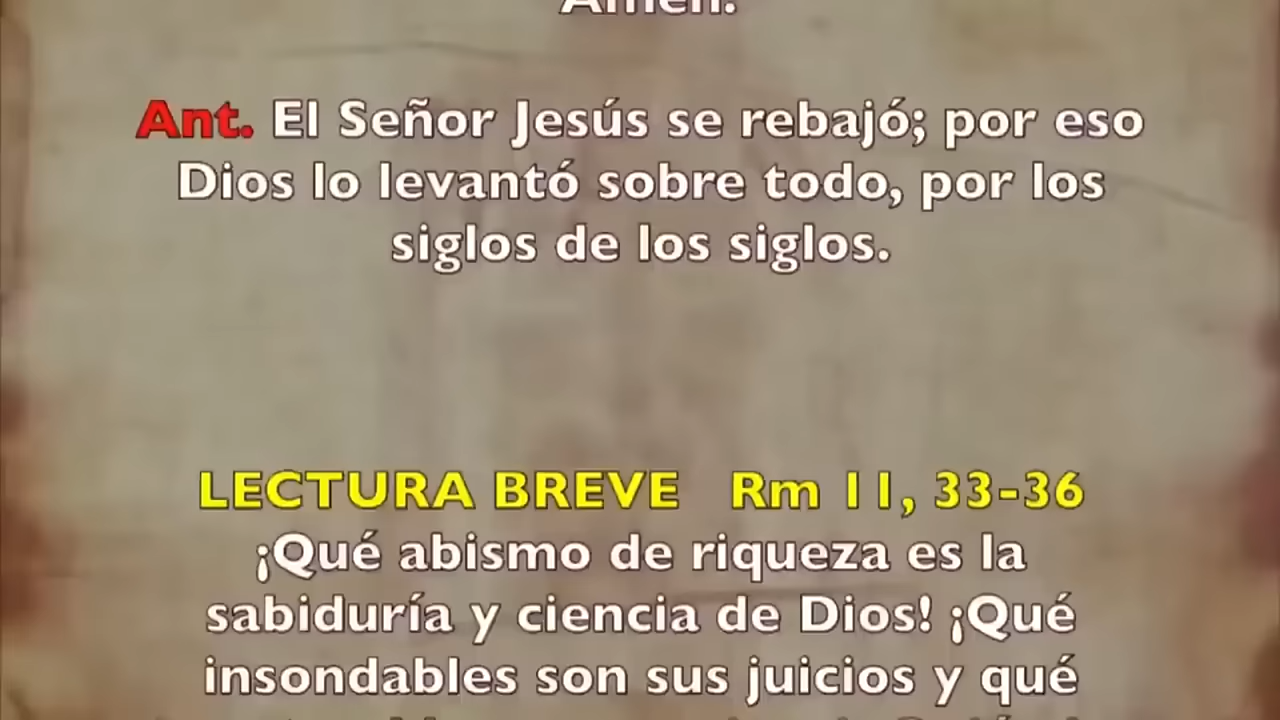 Amén.
Ant. El Señor Jesús se rebajó; por eso
Dios lo levantó sobre todo, por los
siglos de los siglos.
LECTURA BREVE Rm 11, 33-36
¡Qué abismo de riqueza es la
sabiduría y ciencia de Dios! ¡Qué
insondables son sus juicios y qué